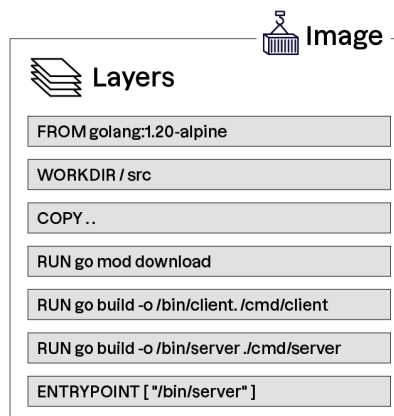 Image
Layers
FROM golang:1.20-alpine
WORKDIR / src
COPY . .
RUN go mod download
RUN go build -o /bin/client. /cmd/client
RUN go build -o /bin/server ./cmd/server
ENTRYPOINT [ "/bin/server" ]